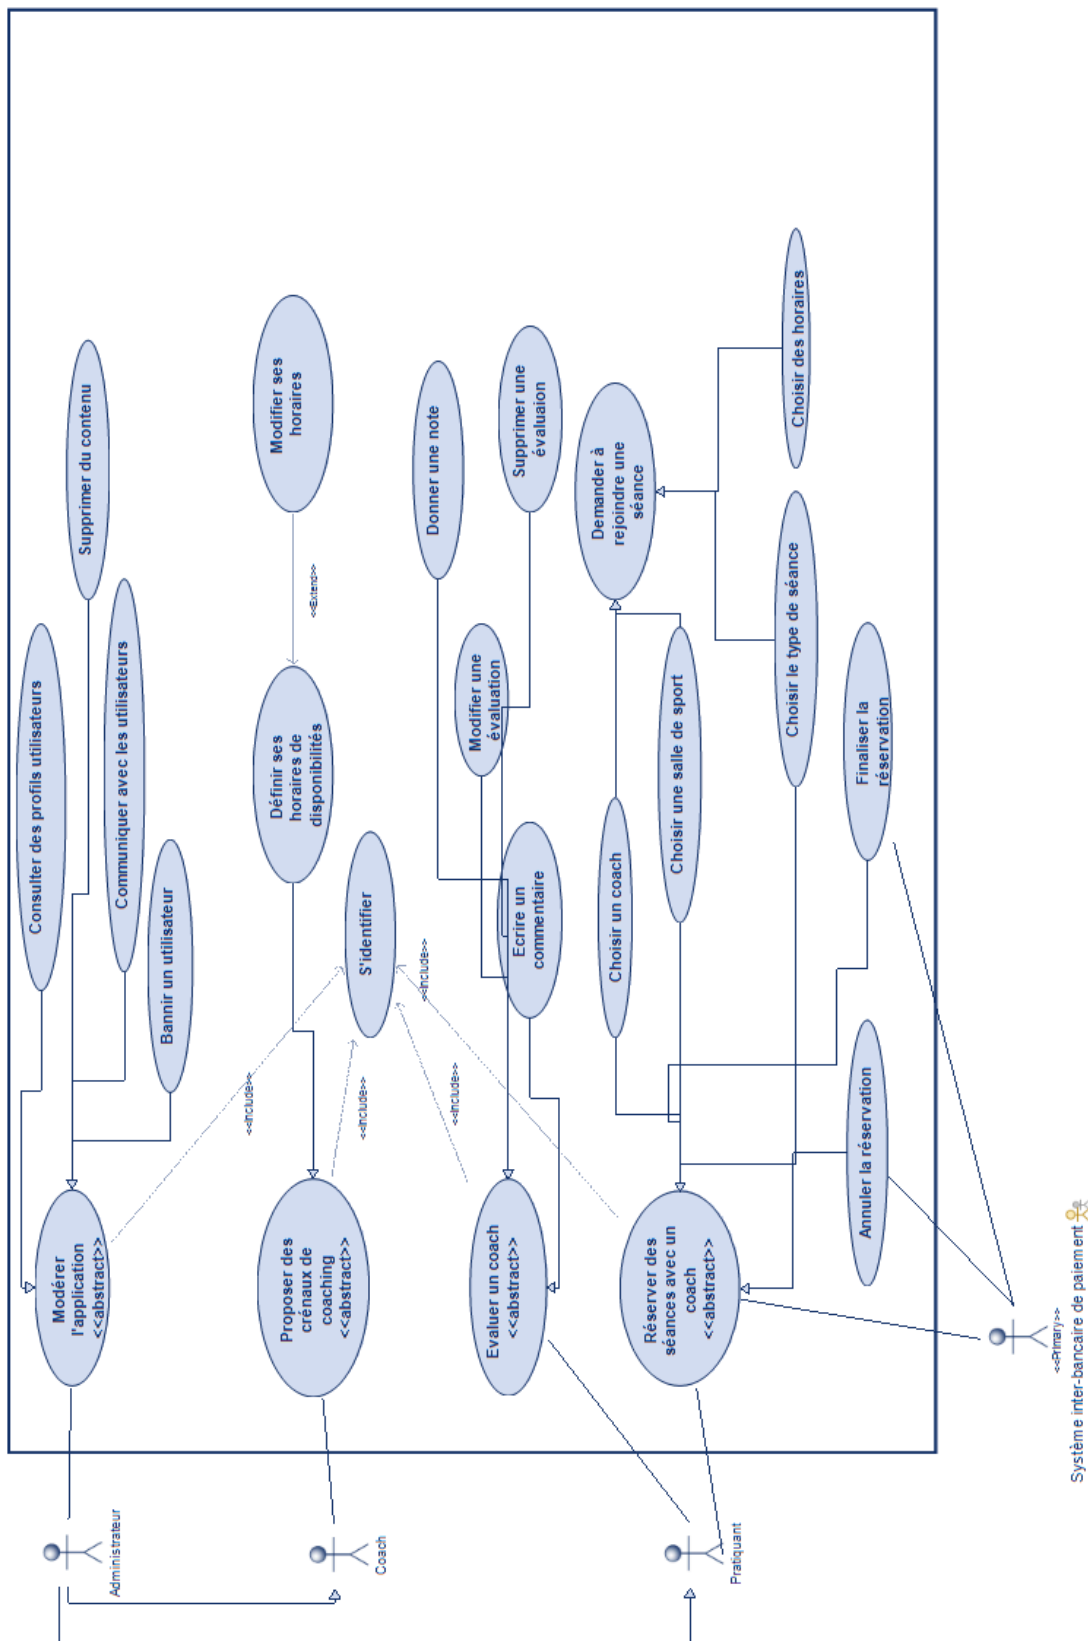 Consulter des profils utilisateurs
Supprimer du contenu
Communiquer avec les utilisateurs
Bannir un utilisateur
Modérer
l'application
<<abstract>>
<<Include>>
Administrateur
Modifier ses
horaires
<<Extend>>
Définir ses
horaires de
disponibilités
S'identifier
<<Include>>
Proposer des
crénaux de
coaching
<<abstract>>
Coach
Donner une note
Supprimer une
évaluaion
Modifier une
évaluation
Ecrire un
commentaire
<<Include>>
<<Include>>
Evaluer un coach
<<abstract>>
Demander à
rejoindre une
séance
Choisir des horaires
Choisir un coach
Choisir une salle de sport
Choisir le type de séance
Finaliser la
réservation
Annuler la réservation
Réserver des
séances avec un
coach
<<abstract>>
Pratiquant
<<Primary>>
Système inter-bancaire de paiement